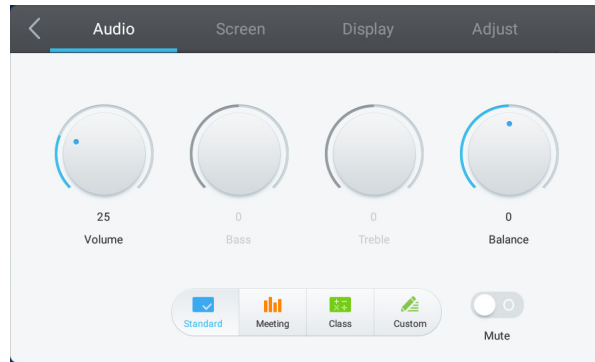 Audio Screen Display Adjust
25 0 0 0
Volume Bass Treble Balance
Standard Meeting Class Custom
Mute